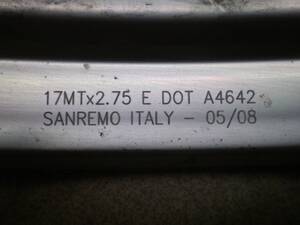 17MTx2.75 E DOT A4642
SANREMO ITALY - 05/08